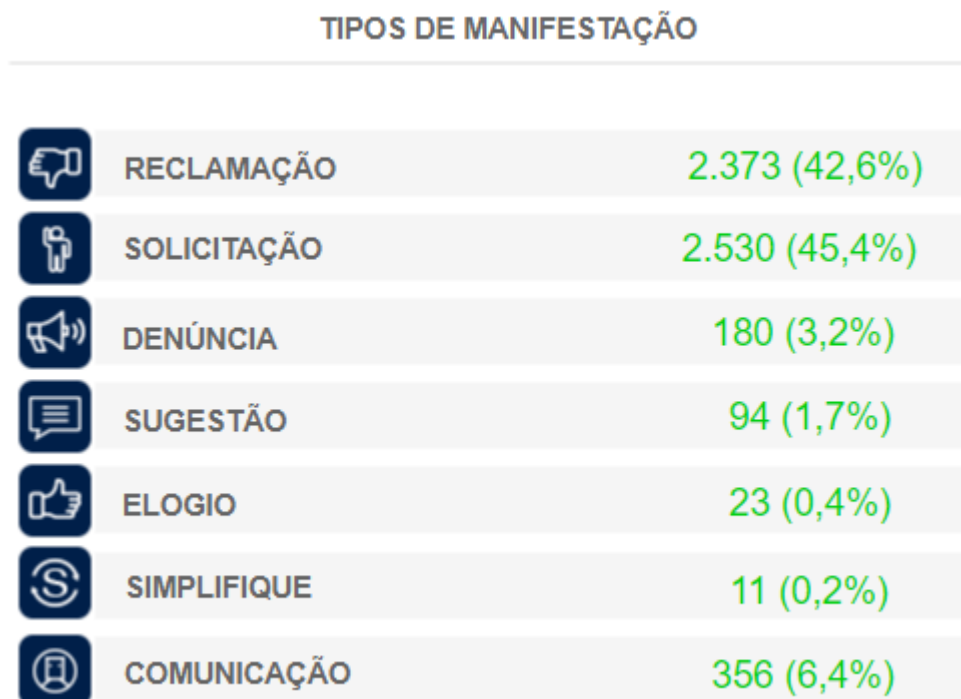 TIPOS DE MANIFESTAÇÃO
RECLAMAÇÃO 2.373 (42,6%)
SOLICITAÇÃO 2.530 (45,4%)
DENÚNCIA 180 (3,2%)
SUGESTÃO 94 (1,7%)
ELOGIO 23 (0,4%)
SIMPLIFIQUE 11 (0,2%)
COMUNICAÇÃO 356 (6,4%)